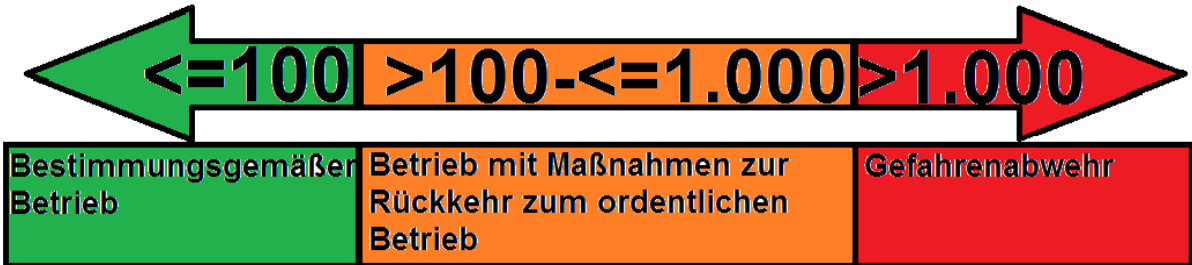 <=100 >100-<=1.000 >1.000
Bestimmungsgemäßer
Betrieb
Betrieb mit Maßnahmen zur
Rückkehr zum ordentlichen
Betrieb
Gefahrenabwehr